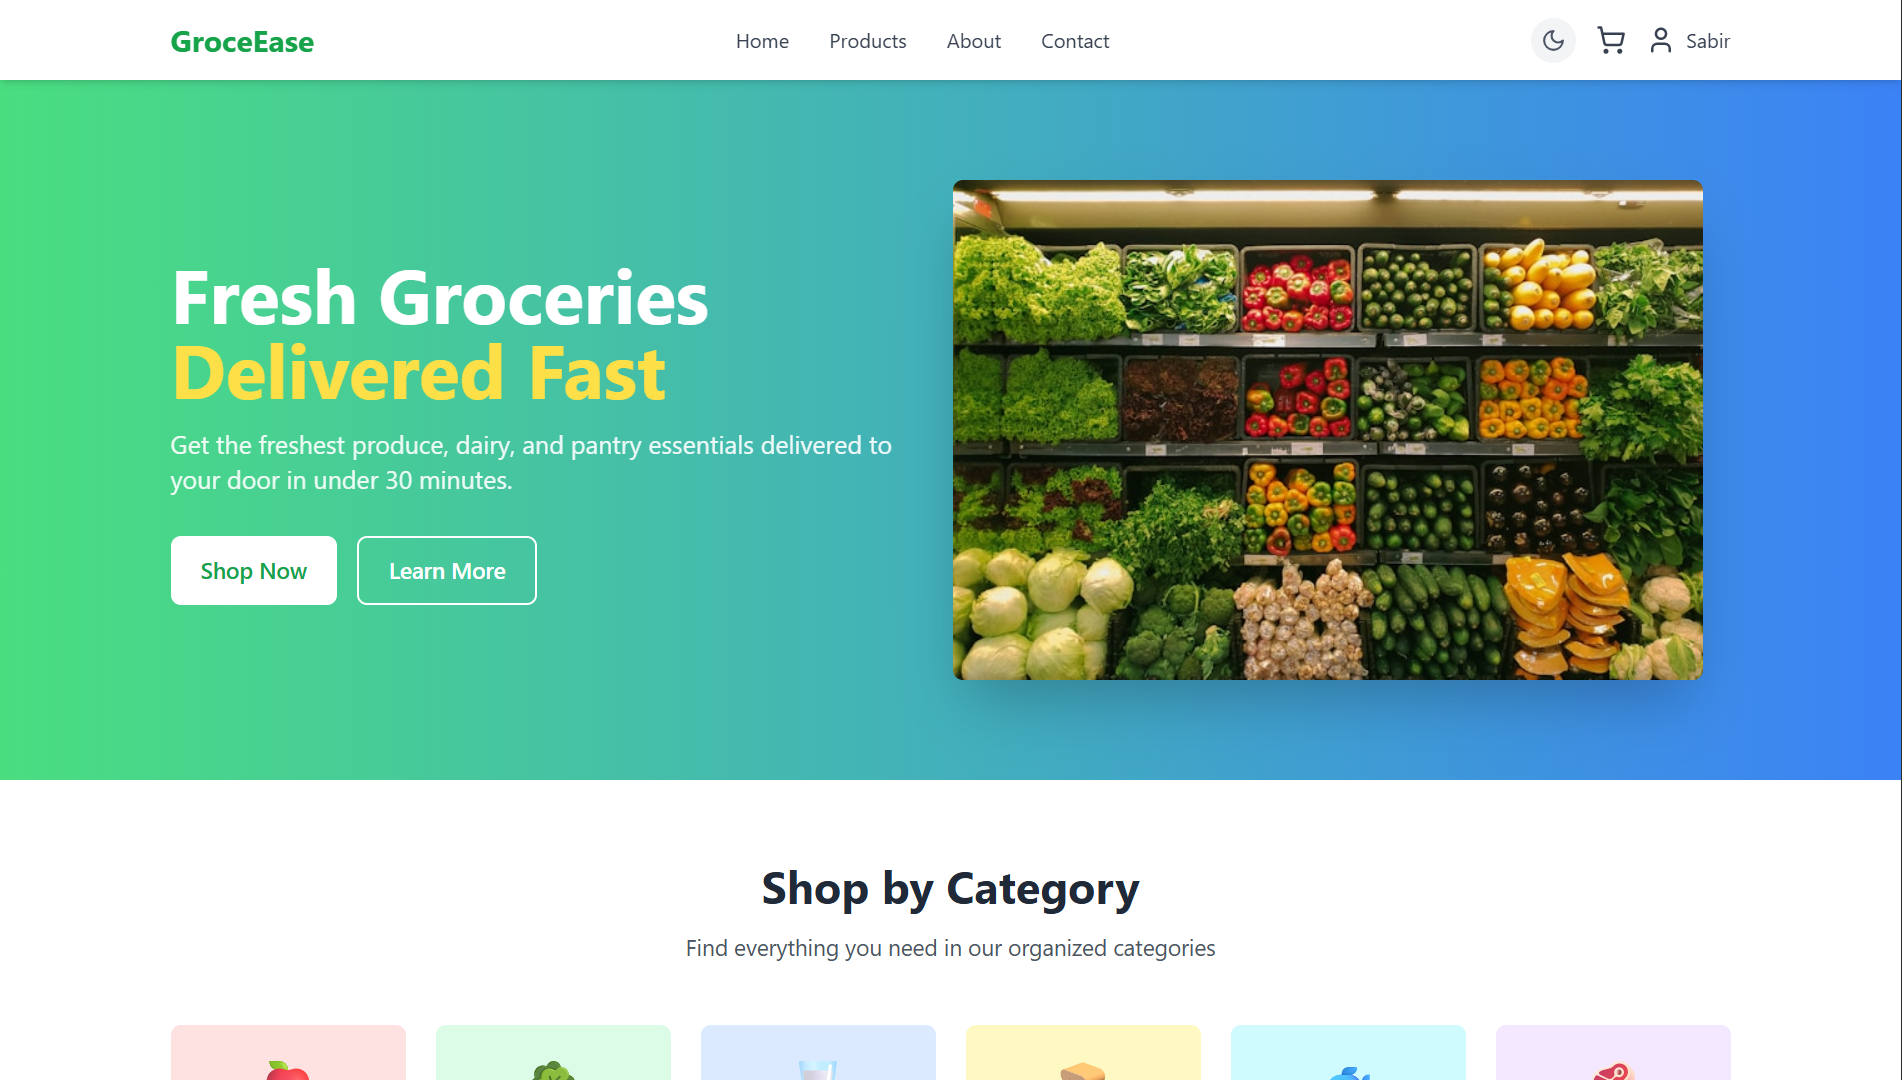 GroceEase
Home
Products
About
Contact
Sabir
Fresh Groceries
Delivered Fast
Get the freshest produce, dairy, and pantry essentials delivered to
your door in under 30 minutes.
Shop Now
Learn More
Shop by Category
Find everything you need in our organized categories